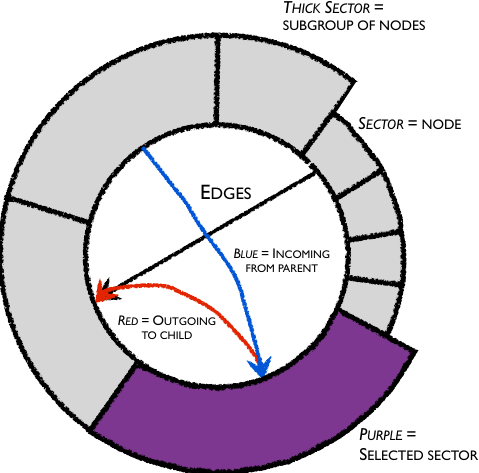 THICK SECTOR =
SUBGROUP OF NODES
SECTOR = NODE
EDGES
BLUE = INCOMING
FROM PARENT
RED = OUTGOING
TO CHILD
PURPLE =
SELECTED SECTOR